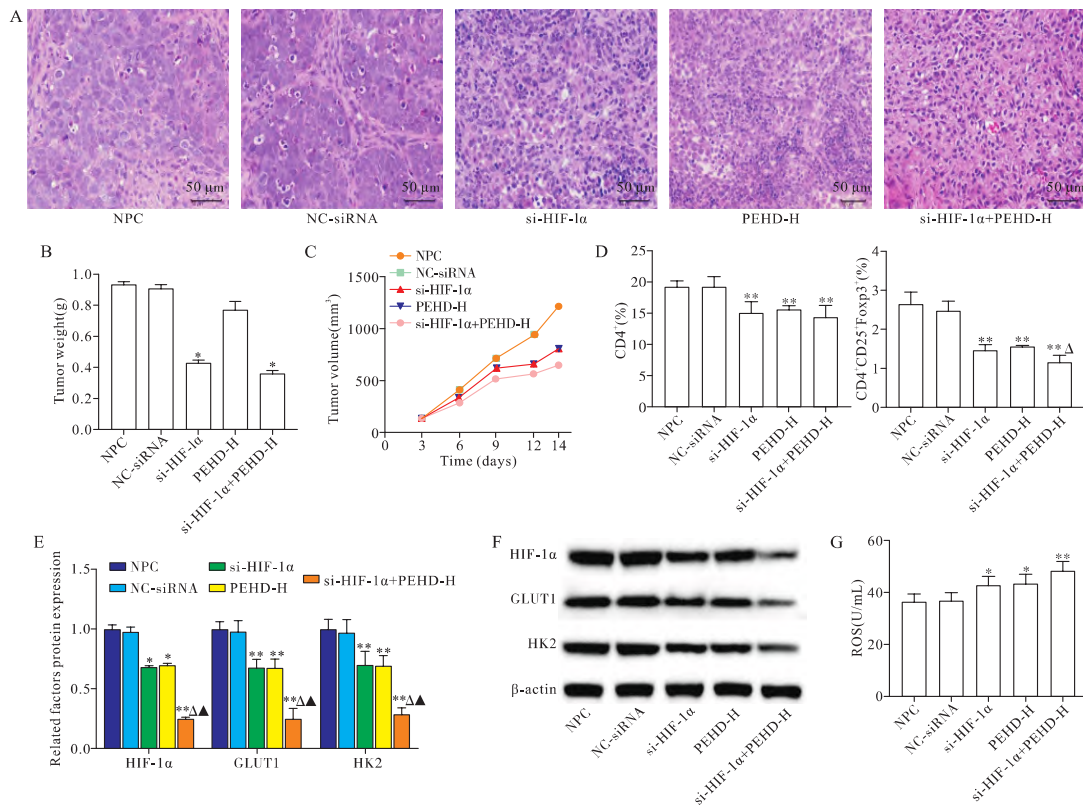 A
50 μm
50 μm
50 μm
50 μm
50 μm
NPC
NC-siRNA
si-HIF-lα
PEHD-H
si-HIF-1α+PEHD-H
B
Tumor weight(g)
1.0
0.8
0.6
0.4
0.2
0.0
*
*
NPC
NC-siRNA
si-HIF-1α
PEHD-H
si-HIF-1α+PEHD-H
C
NPC
NC-siRNA
si-HIF-1α
PEHD-H
si-HIF-1α+PEHD-H
Tumor volume(mm³)
1500
1000
500
0
3
6
9
12
14
Time (days)
D
CD4⁺(%)
25
20
15
10
5
0
**
**
**
NPC
NC-siRNA
si-HIF-1α
PEHD-H
si-HIF-1α+PEHD-H
CD4⁺CD25⁺Foxp3⁺(%)
4
3
2
1
0
**
**
**Δ
NPC
NC-siRNA
si-HIF-1α
PEHD-H
si-HIF-1α+PEHD-H
E
NPC
NC-siRNA
si-HIF-1α
PEHD-H
si-HIF-1α+PEHD-H
Related factors protein expression
1.5
1.0
0.5
0
*
*
**Δ▲
**
**
**Δ▲
**
**
**Δ▲
HIF-1α
GLUT1
HK2
F
HIF-1α
GLUT1
HK2
β-actin
NPC
NC-siRNA
si-HIF-1α
PEHD-H
si-HIF-1α+PEHD-H
G
ROS(U/mL)
60
40
20
0
*
*
**
NPC
NC-siRNA
si-HIF-1α
PEHD-H
si-HIF-1α+PEHD-H